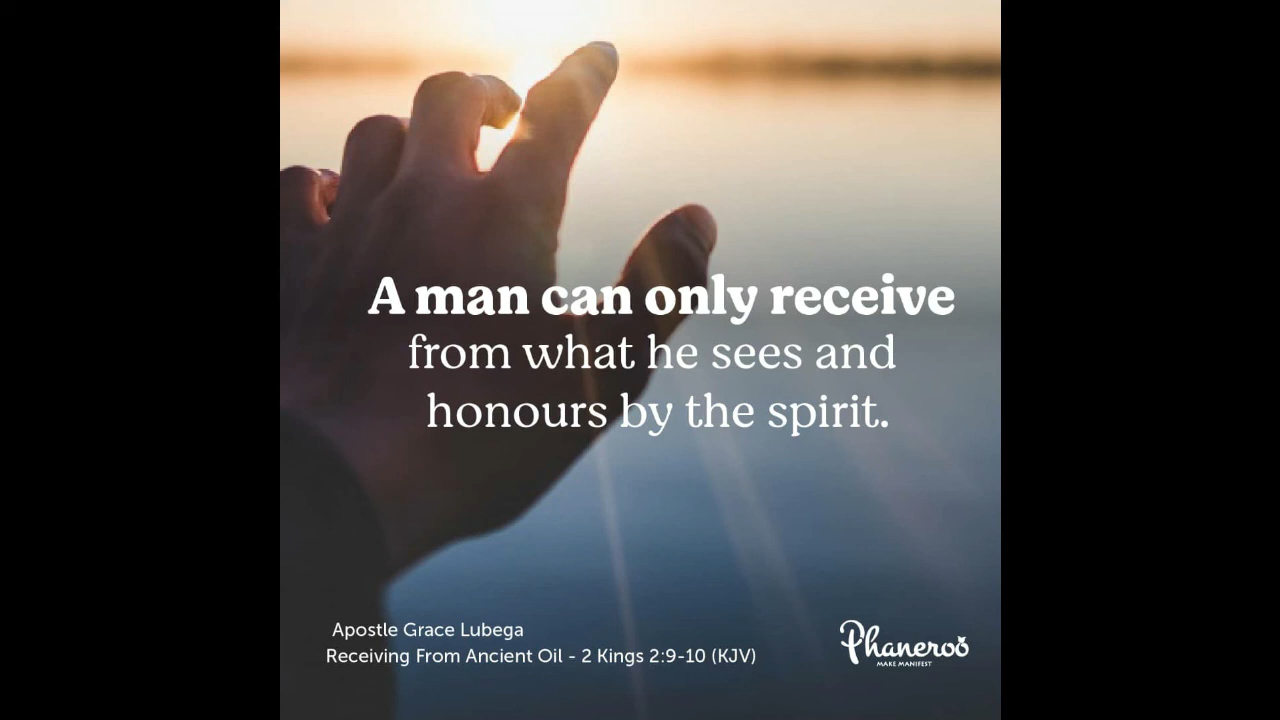 A man can only receive
from what he sees and
honours by the spirit.
Apostle Grace Lubega
Receiving From Ancient Oil - 2 Kings 2:9-10 (KJV)
Phaneroo
MAKE MANIFEST